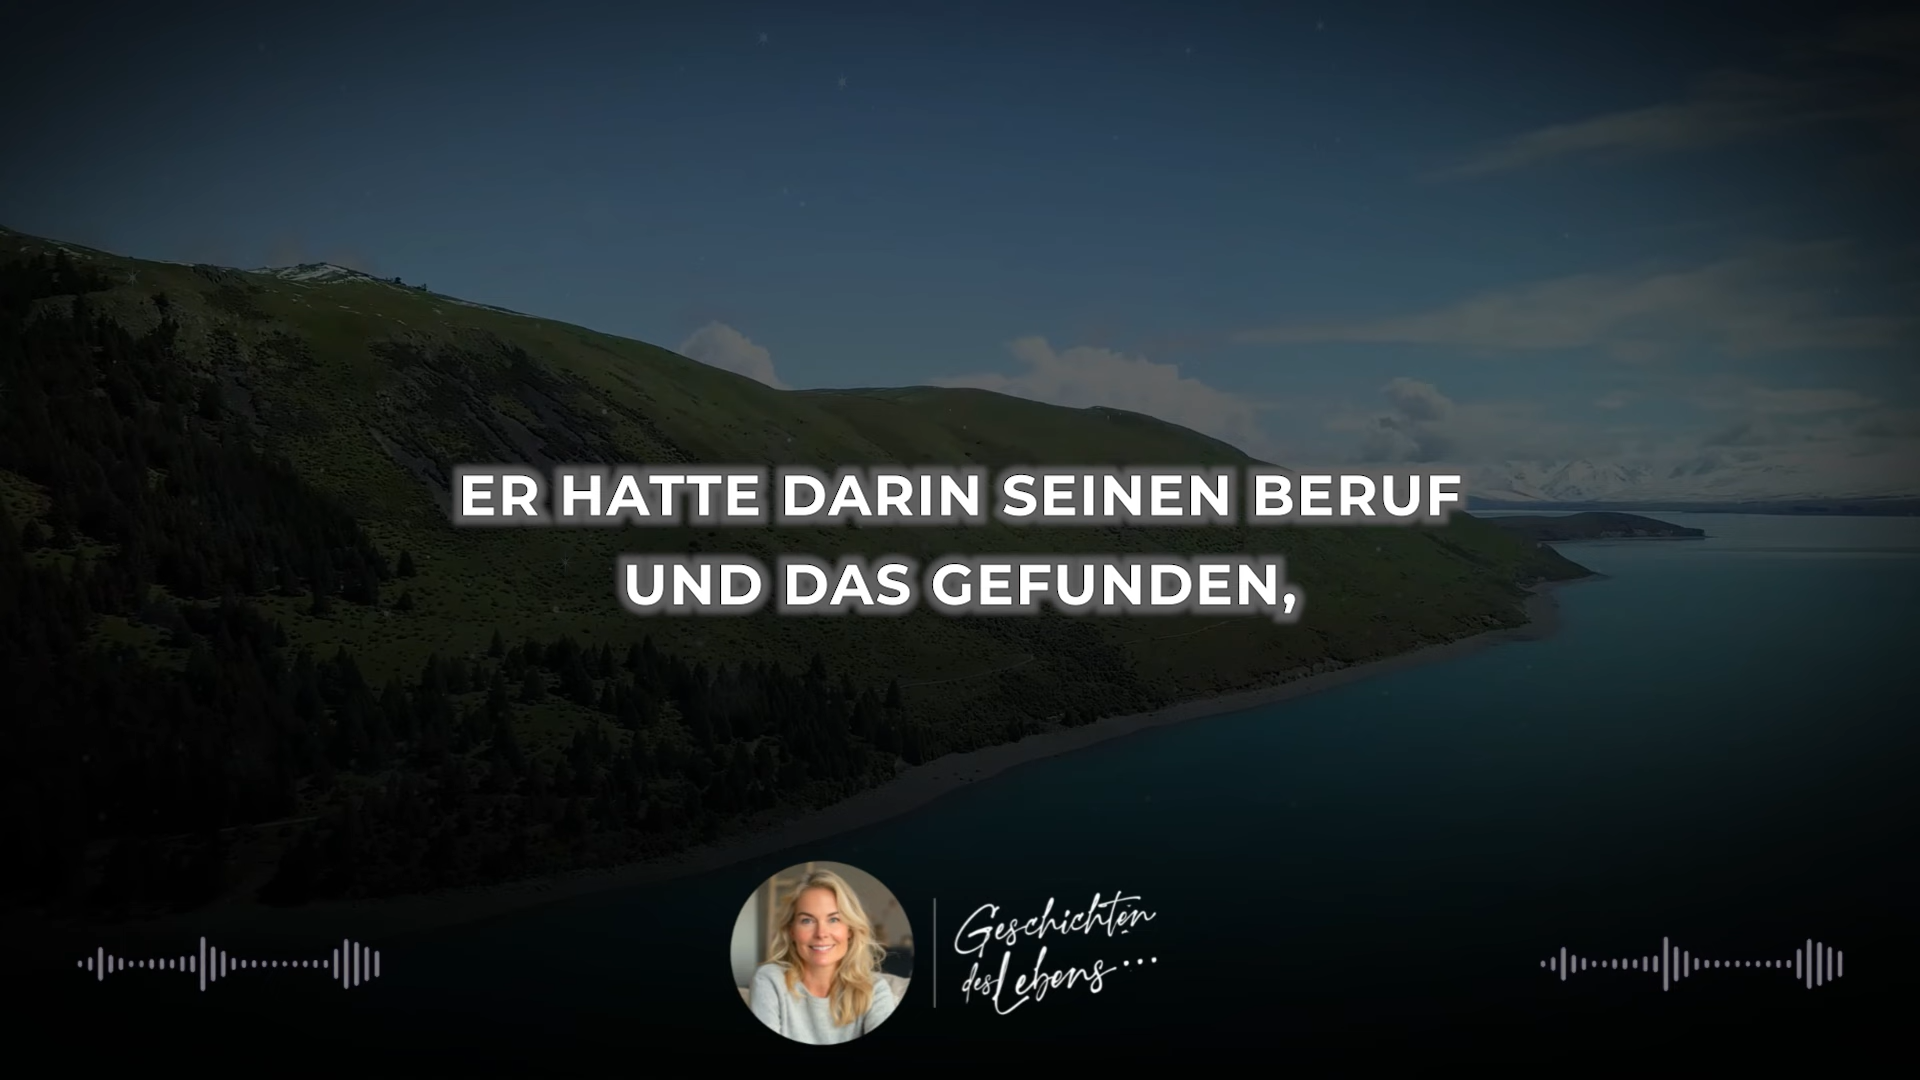 ER HATTE DARIN SEINEN BERUF
UND DAS GEFUNDEN,
Geschichten
des Lebens...